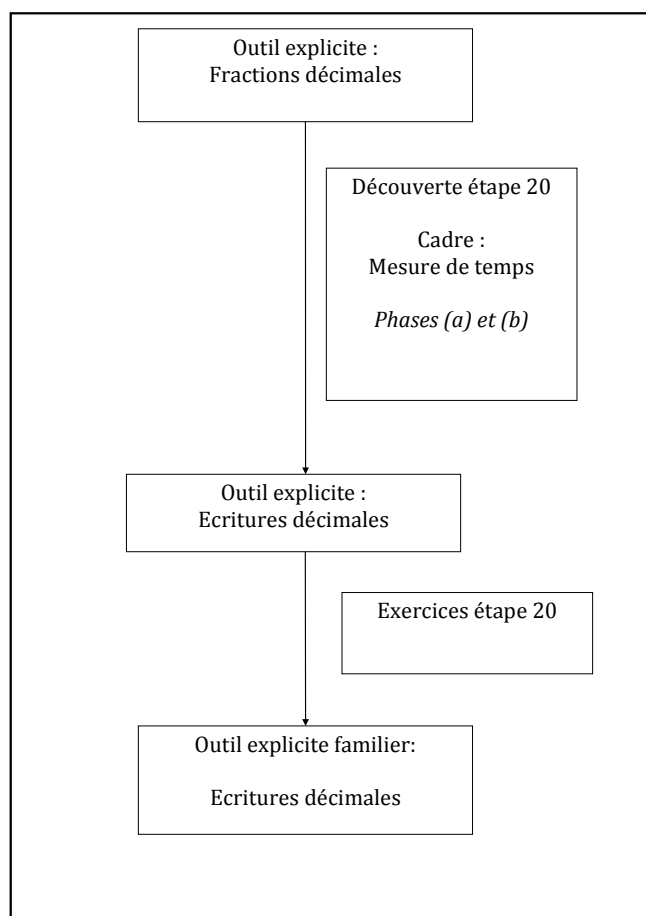 Outil explicite :
Fractions décimales
Découverte étape 20
Cadre :
Mesure de temps
Phases (a) et (b)
Outil explicite :
Ecritures décimales
Exercices étape 20
Outil explicite familier:
Ecritures décimales